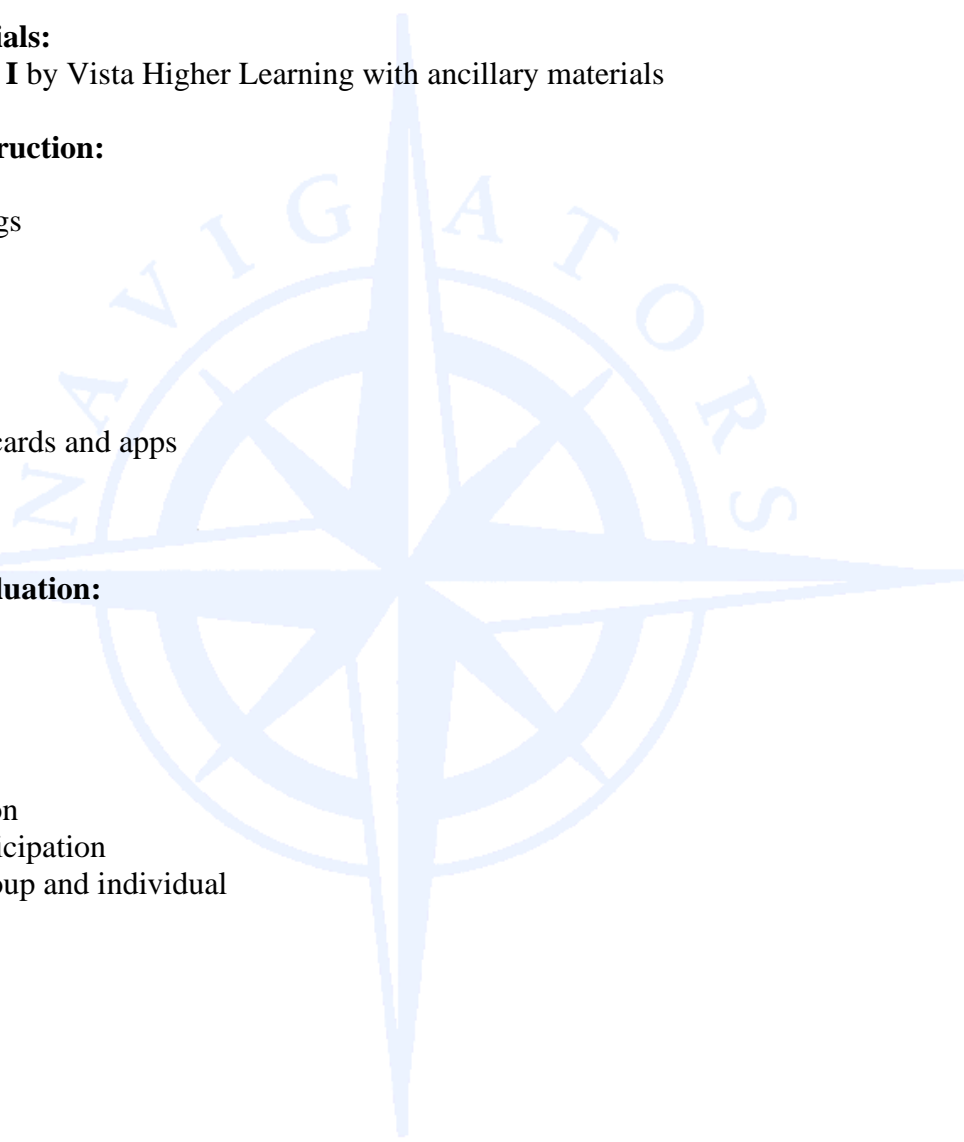 ials:
I by Vista Higher Learning with ancillary materials
ruction:
gs
cards and apps
luation:
on
icipation
oup and individual
NAVIGATORS